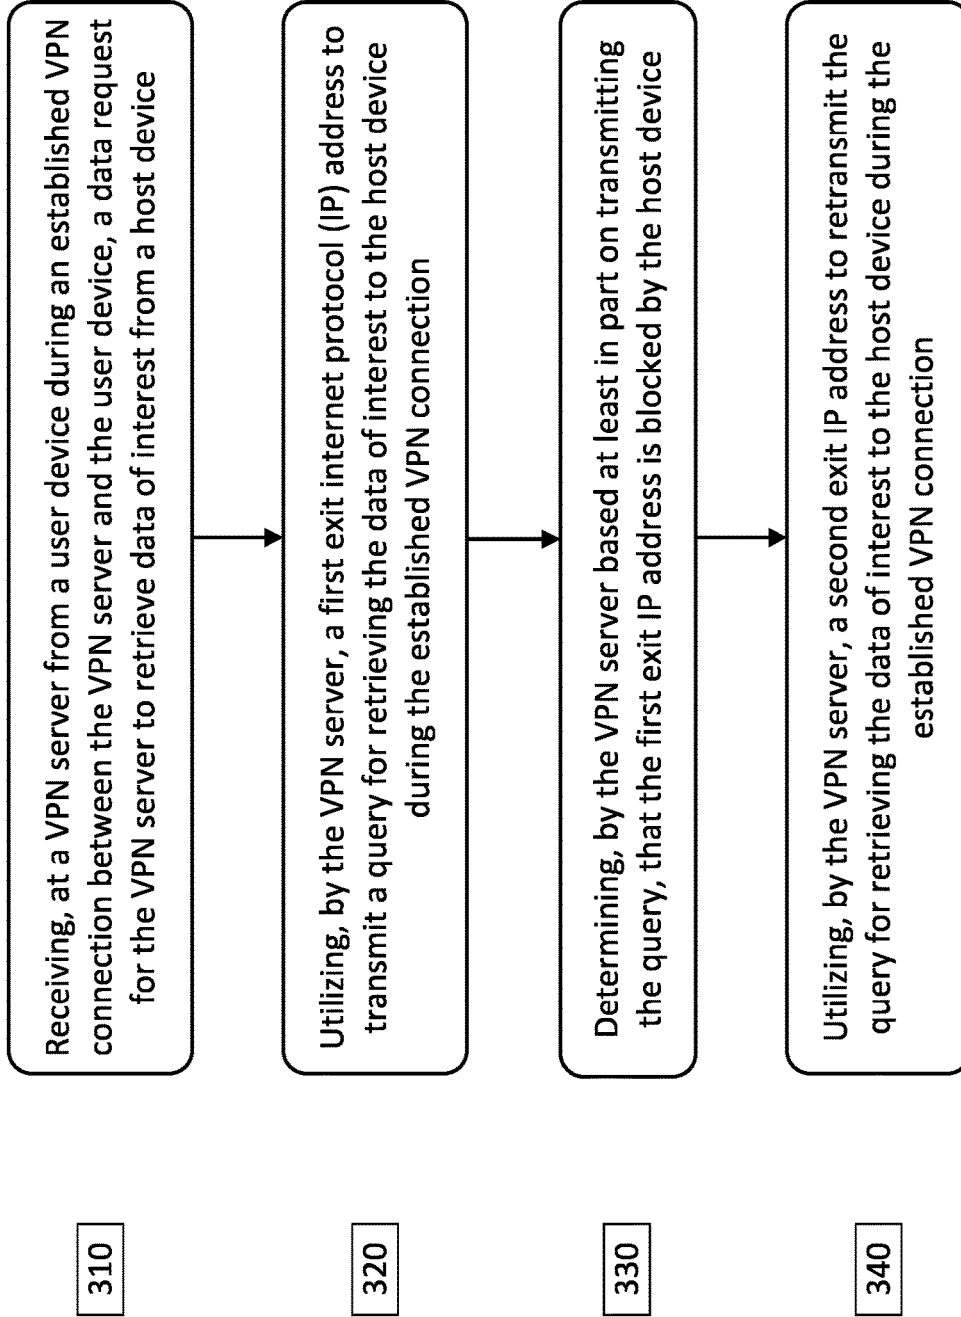 310
Receiving, at a VPN server from a user device during an established VPN
connection between the VPN server and the user device, a data request
for the VPN server to retrieve data of interest from a host device
320
Utilizing, by the VPN server, a first exit internet protocol (IP) address to
transmit a query for retrieving the data of interest to the host device
during the established VPN connection
330
Determining, by the VPN server based at least in part on transmitting
the query, that the first exit IP address is blocked by the host device
340
Utilizing, by the VPN server, a second exit IP address to retransmit the
query for retrieving the data of interest to the host device during the
established VPN connection